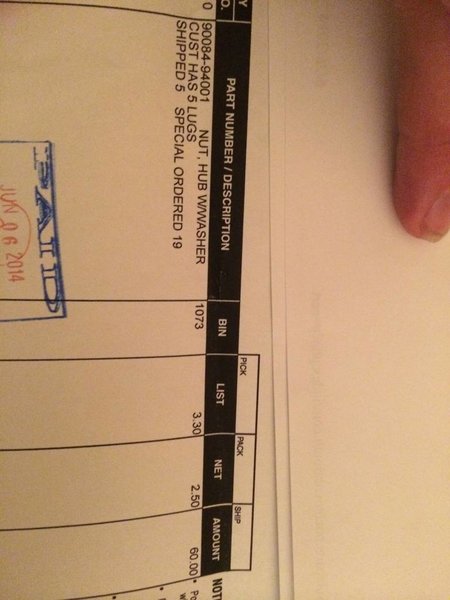 PICK PACK SHIP
PART NUMBER / DESCRIPTION BIN LIST NET AMOUNT
0 90084-94001 NUT, HUB W/WASHER 1073 3.30 2.50 60.00
CUST HAS 5 LUGS
SHIPPED 5 SPECIAL ORDERED 19
PAID
JUN 06 2014